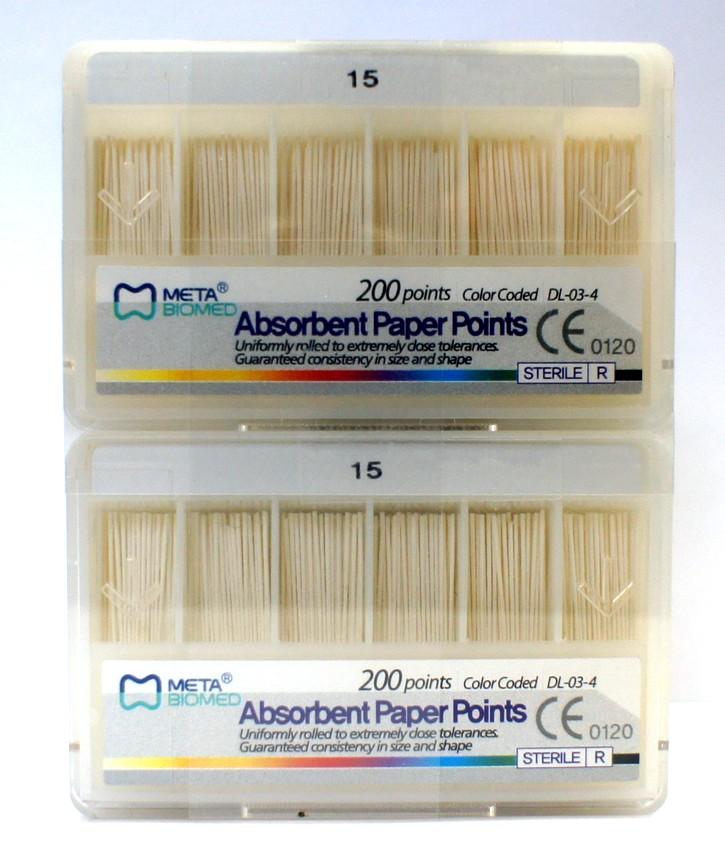 15
META®
BIOMED
200 points Color Coded DL-03-4
Absorbent Paper Points
Uniformly rolled to extremely close tolerances.
Guaranteed consistency in size and shape
CE 0120
STERILE R
15
META®
BIOMED
200 points Color Coded DL-03-4
Absorbent Paper Points
Uniformly rolled to extremely close tolerances.
Guaranteed consistency in size and shape
CE 0120
STERILE R